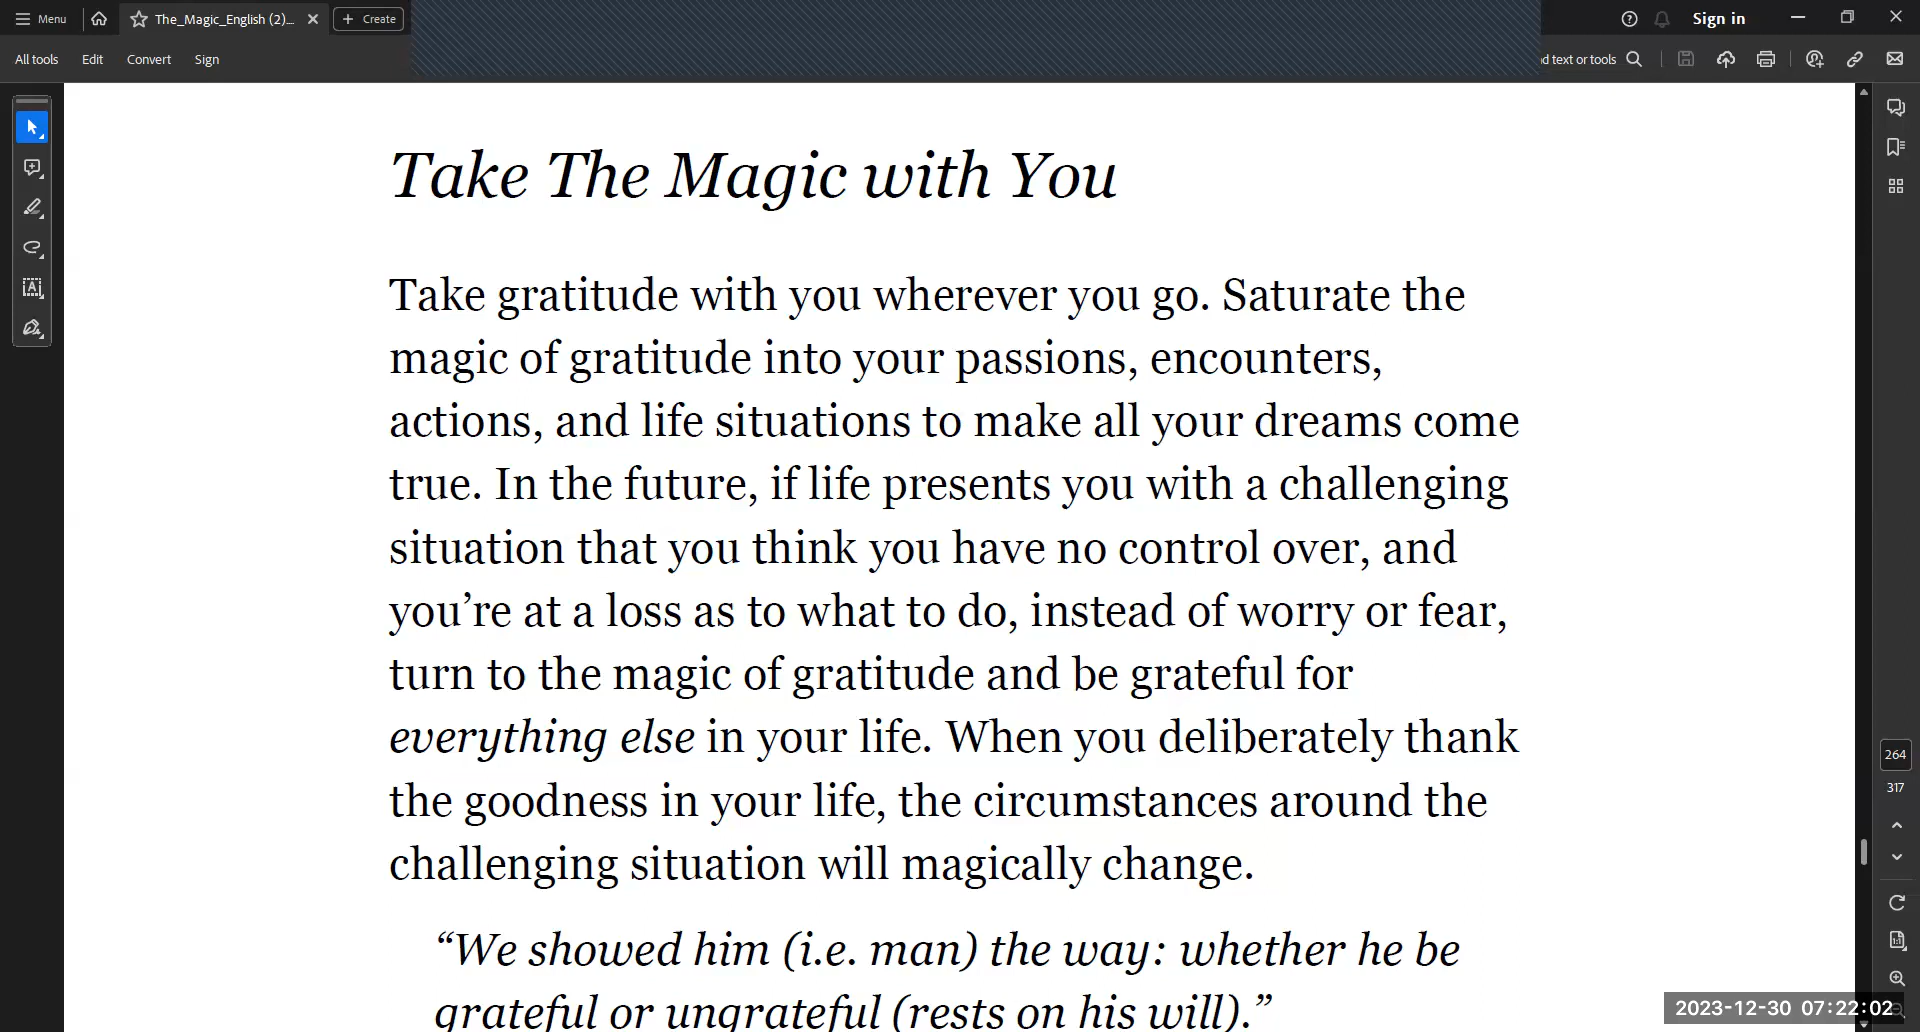 Menu
The_Magic_English (2)....
Create
Sign in
All tools
Edit
Convert
Sign
d text or tools
Take The Magic with You
Take gratitude with you wherever you go. Saturate the
magic of gratitude into your passions, encounters,
actions, and life situations to make all your dreams come
true. In the future, if life presents you with a challenging
situation that you think you have no control over, and
you’re at a loss as to what to do, instead of worry or fear,
turn to the magic of gratitude and be grateful for
everything else in your life. When you deliberately thank
the goodness in your life, the circumstances around the
challenging situation will magically change.
“We showed him (i.e. man) the way: whether he be
grateful or ungrateful (rests on his will).”
264
317
2023-12-30 07:22:02